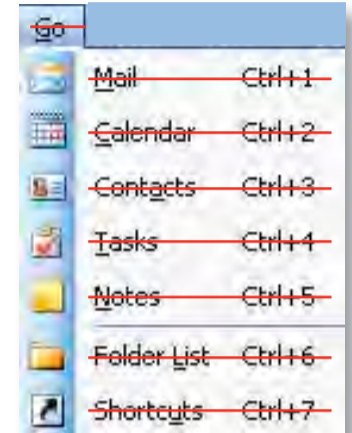 Go
Mail Ctrl+1
Calendar Ctrl+2
Contacts Ctrl+3
Tasks Ctrl+4
Notes Ctrl+5
Folder List Ctrl+6
Shortcuts Ctrl+7